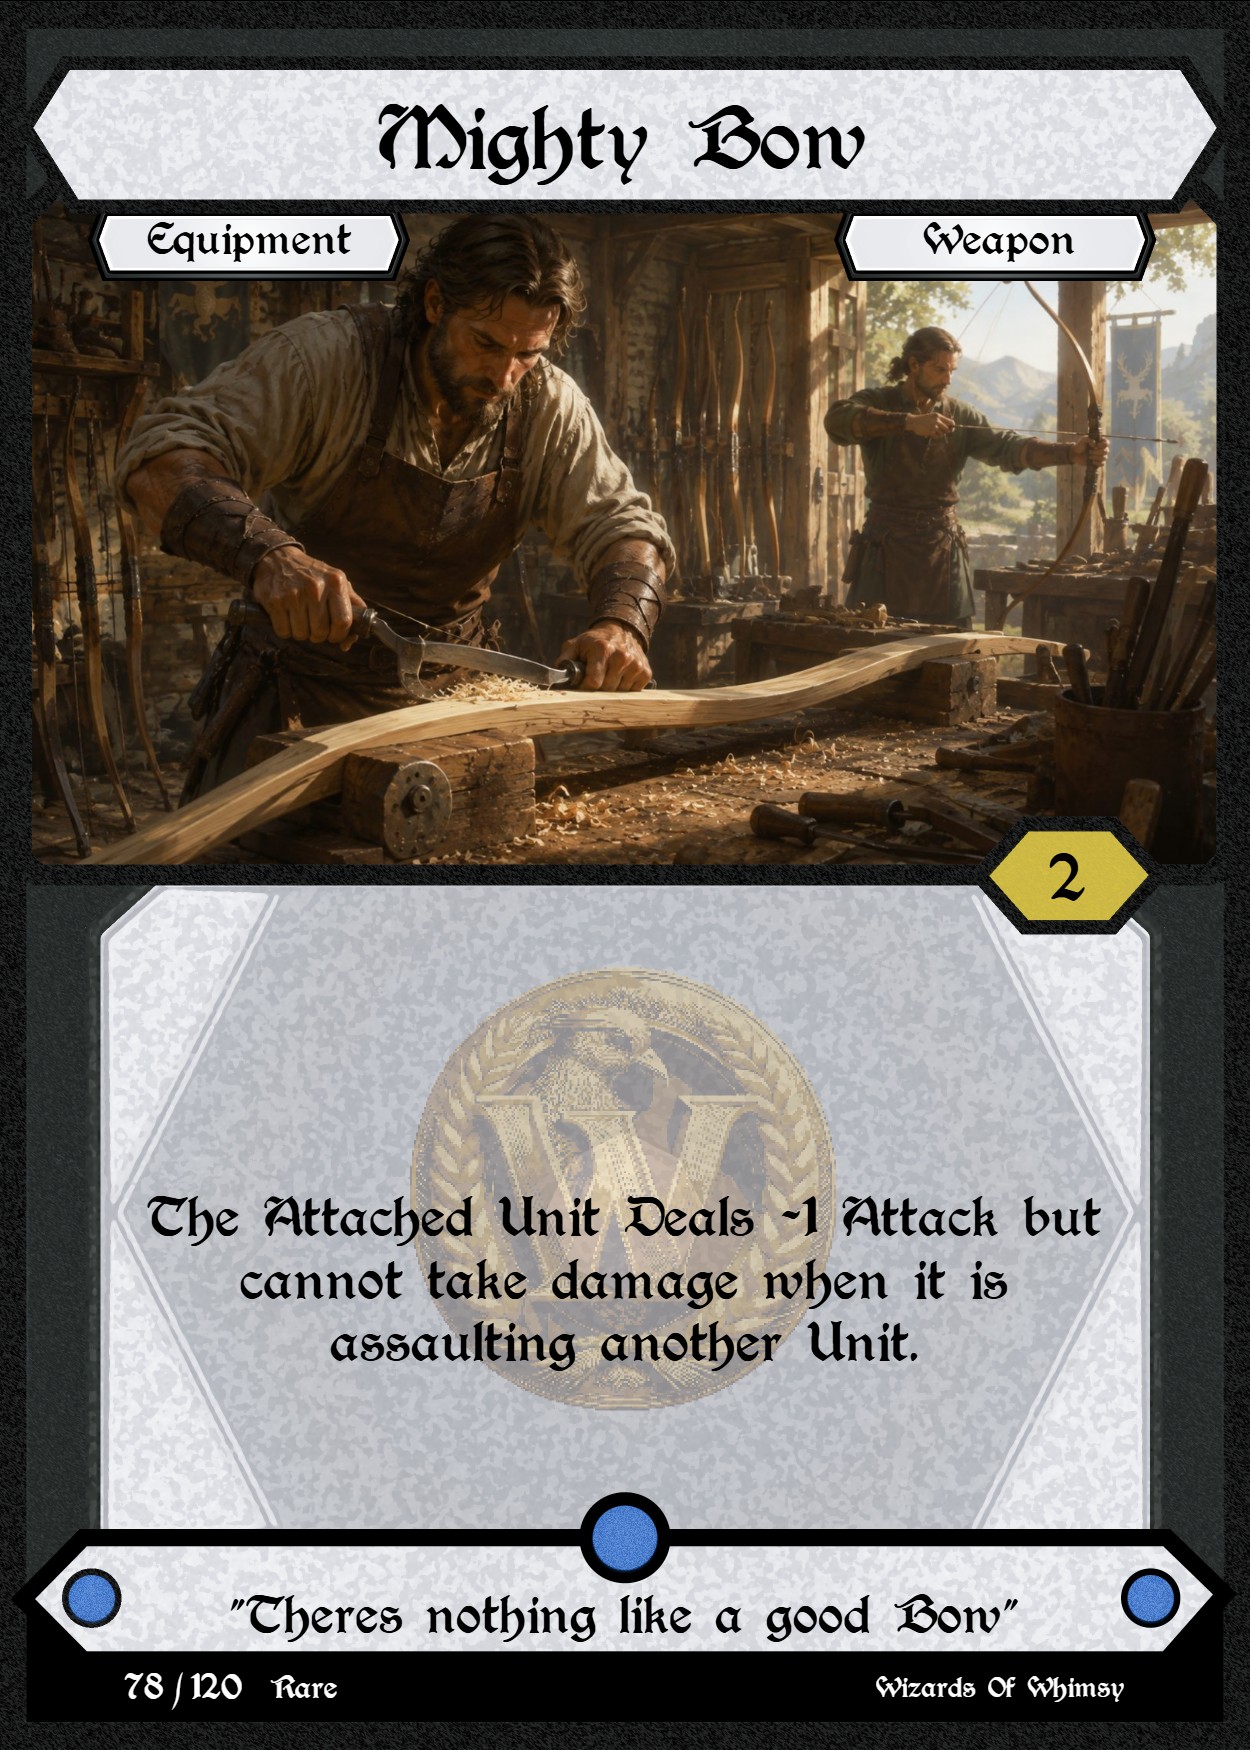 Mighty Bow
Equipment
Weapon
2
W
The Attached Unit Deals -1 Attack but
cannot take damage when it is
assaulting another Unit.
"Theres nothing like a good Bow"
78 / 120 Rare
Wizards Of Whimsy